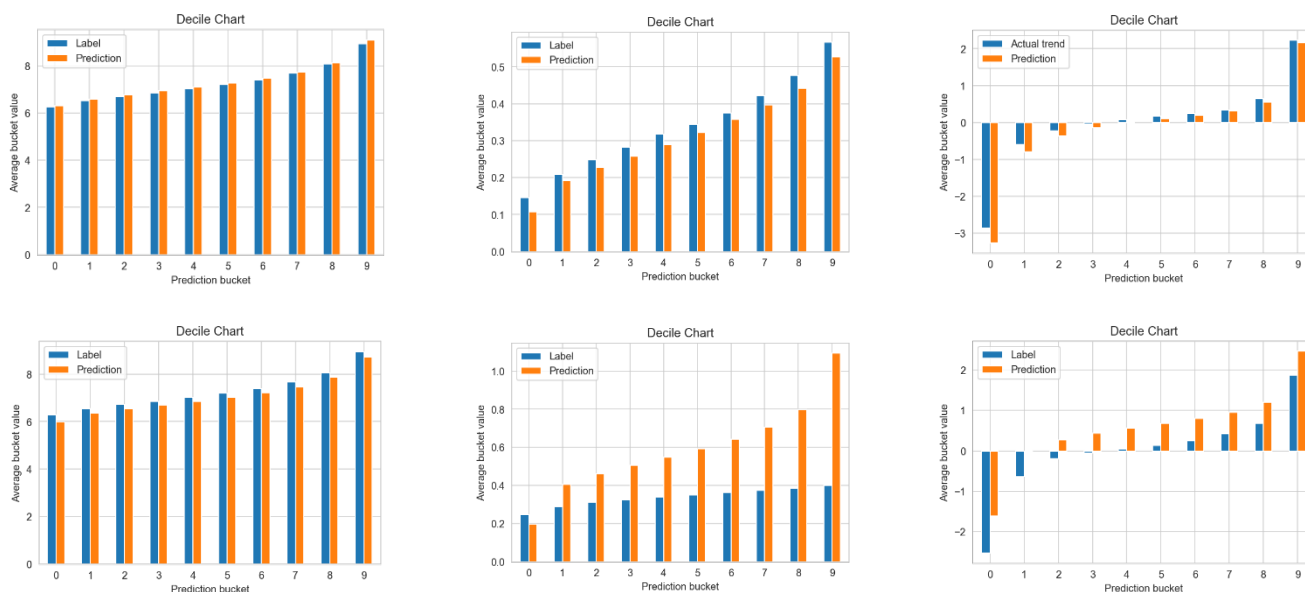 Decile Chart
Label
Prediction
8
6
4
2
0
Average bucket value
0 1 2 3 4 5 6 7 8 9
Prediction bucket
Decile Chart
Label
Prediction
0.5
0.4
0.3
0.2
0.1
0.0
Average bucket value
0 1 2 3 4 5 6 7 8 9
Prediction bucket
Decile Chart
Actual trend
Prediction
2
1
0
−1
−2
−3
Average bucket value
0 1 2 3 4 5 6 7 8 9
Prediction bucket
Decile Chart
Label
Prediction
8
6
4
2
0
Average bucket value
0 1 2 3 4 5 6 7 8 9
Prediction bucket
Decile Chart
Label
Prediction
1.0
0.8
0.6
0.4
0.2
0.0
Average bucket value
0 1 2 3 4 5 6 7 8 9
Prediction bucket
Decile Chart
Label
Prediction
2
1
0
−1
−2
Average bucket value
0 1 2 3 4 5 6 7 8 9
Prediction bucket